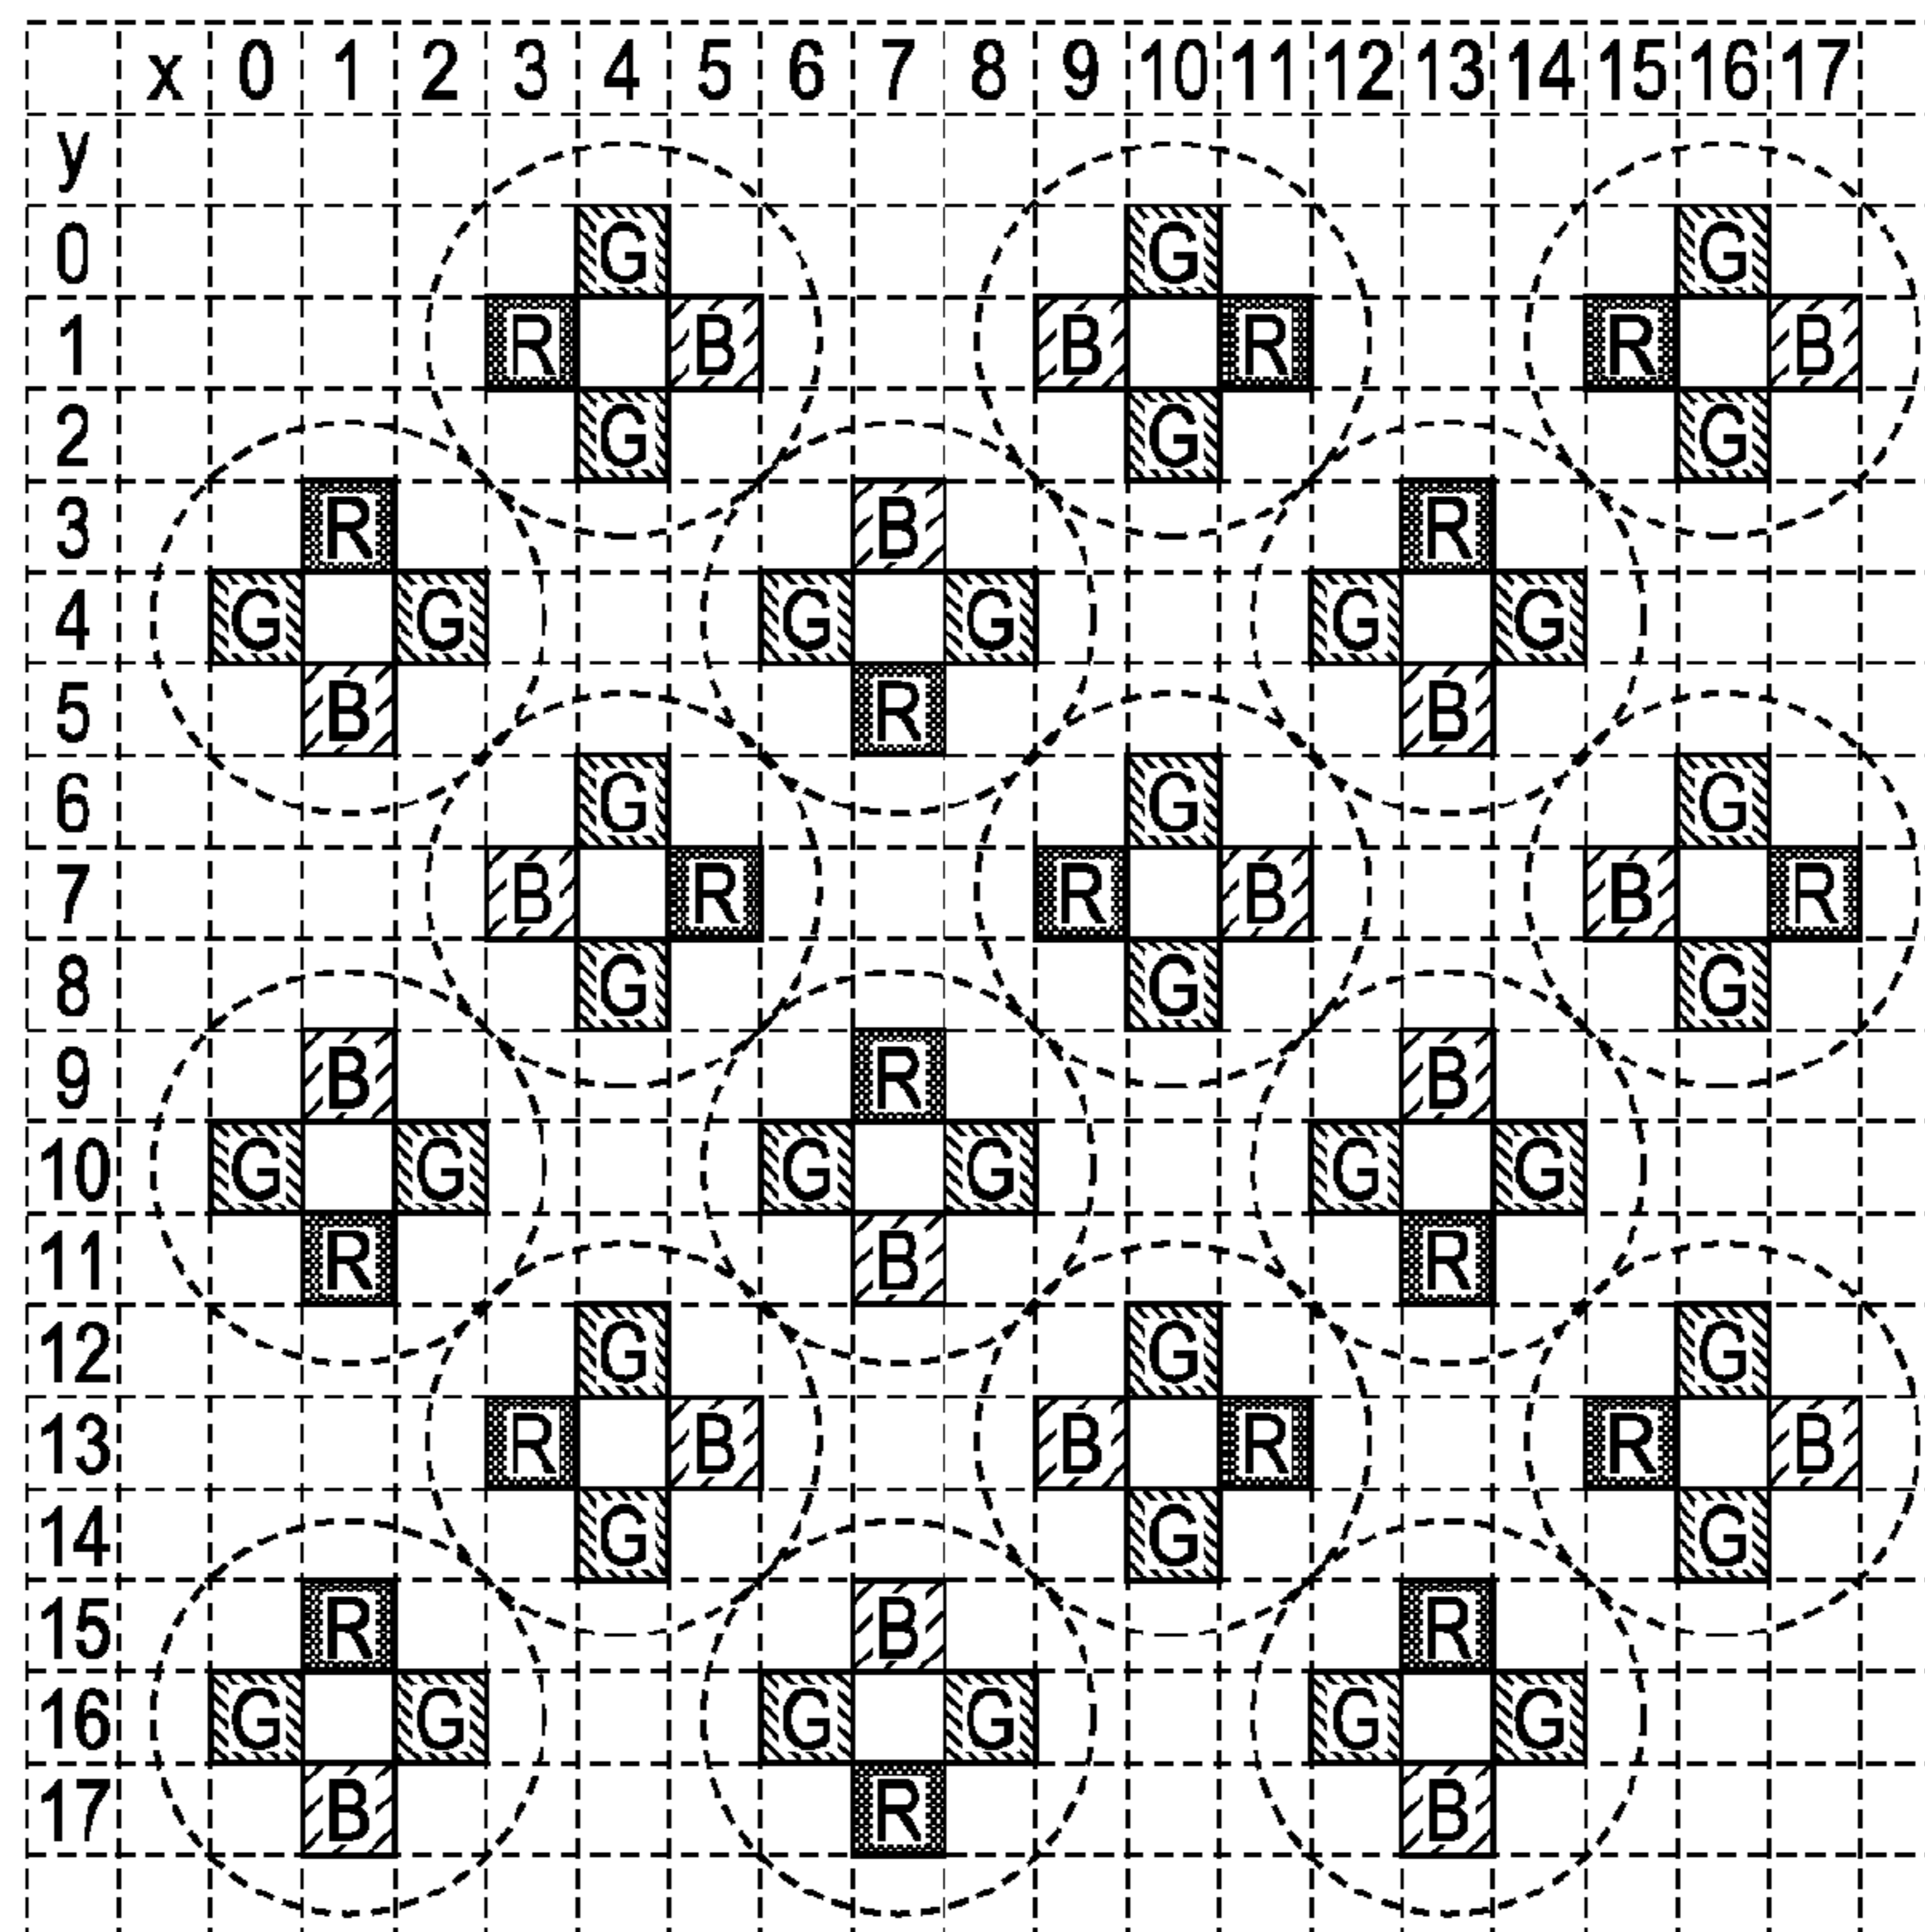 x 0 1 2 3 4 5 6 7 8 9 10 11 12 13 14 15 16 17
y
0 G G G
1 R B B R R B
2 G G G
3 R B R
4 G G G G G G
5 B R B
6 G G G
7 B R R B B R
8 G G G
9 B R B
10 G G G G G G
11 R B R
12 G G G
13 R B B R R B
14 G G G
15 R B R
16 G G G G G G
17 B R B